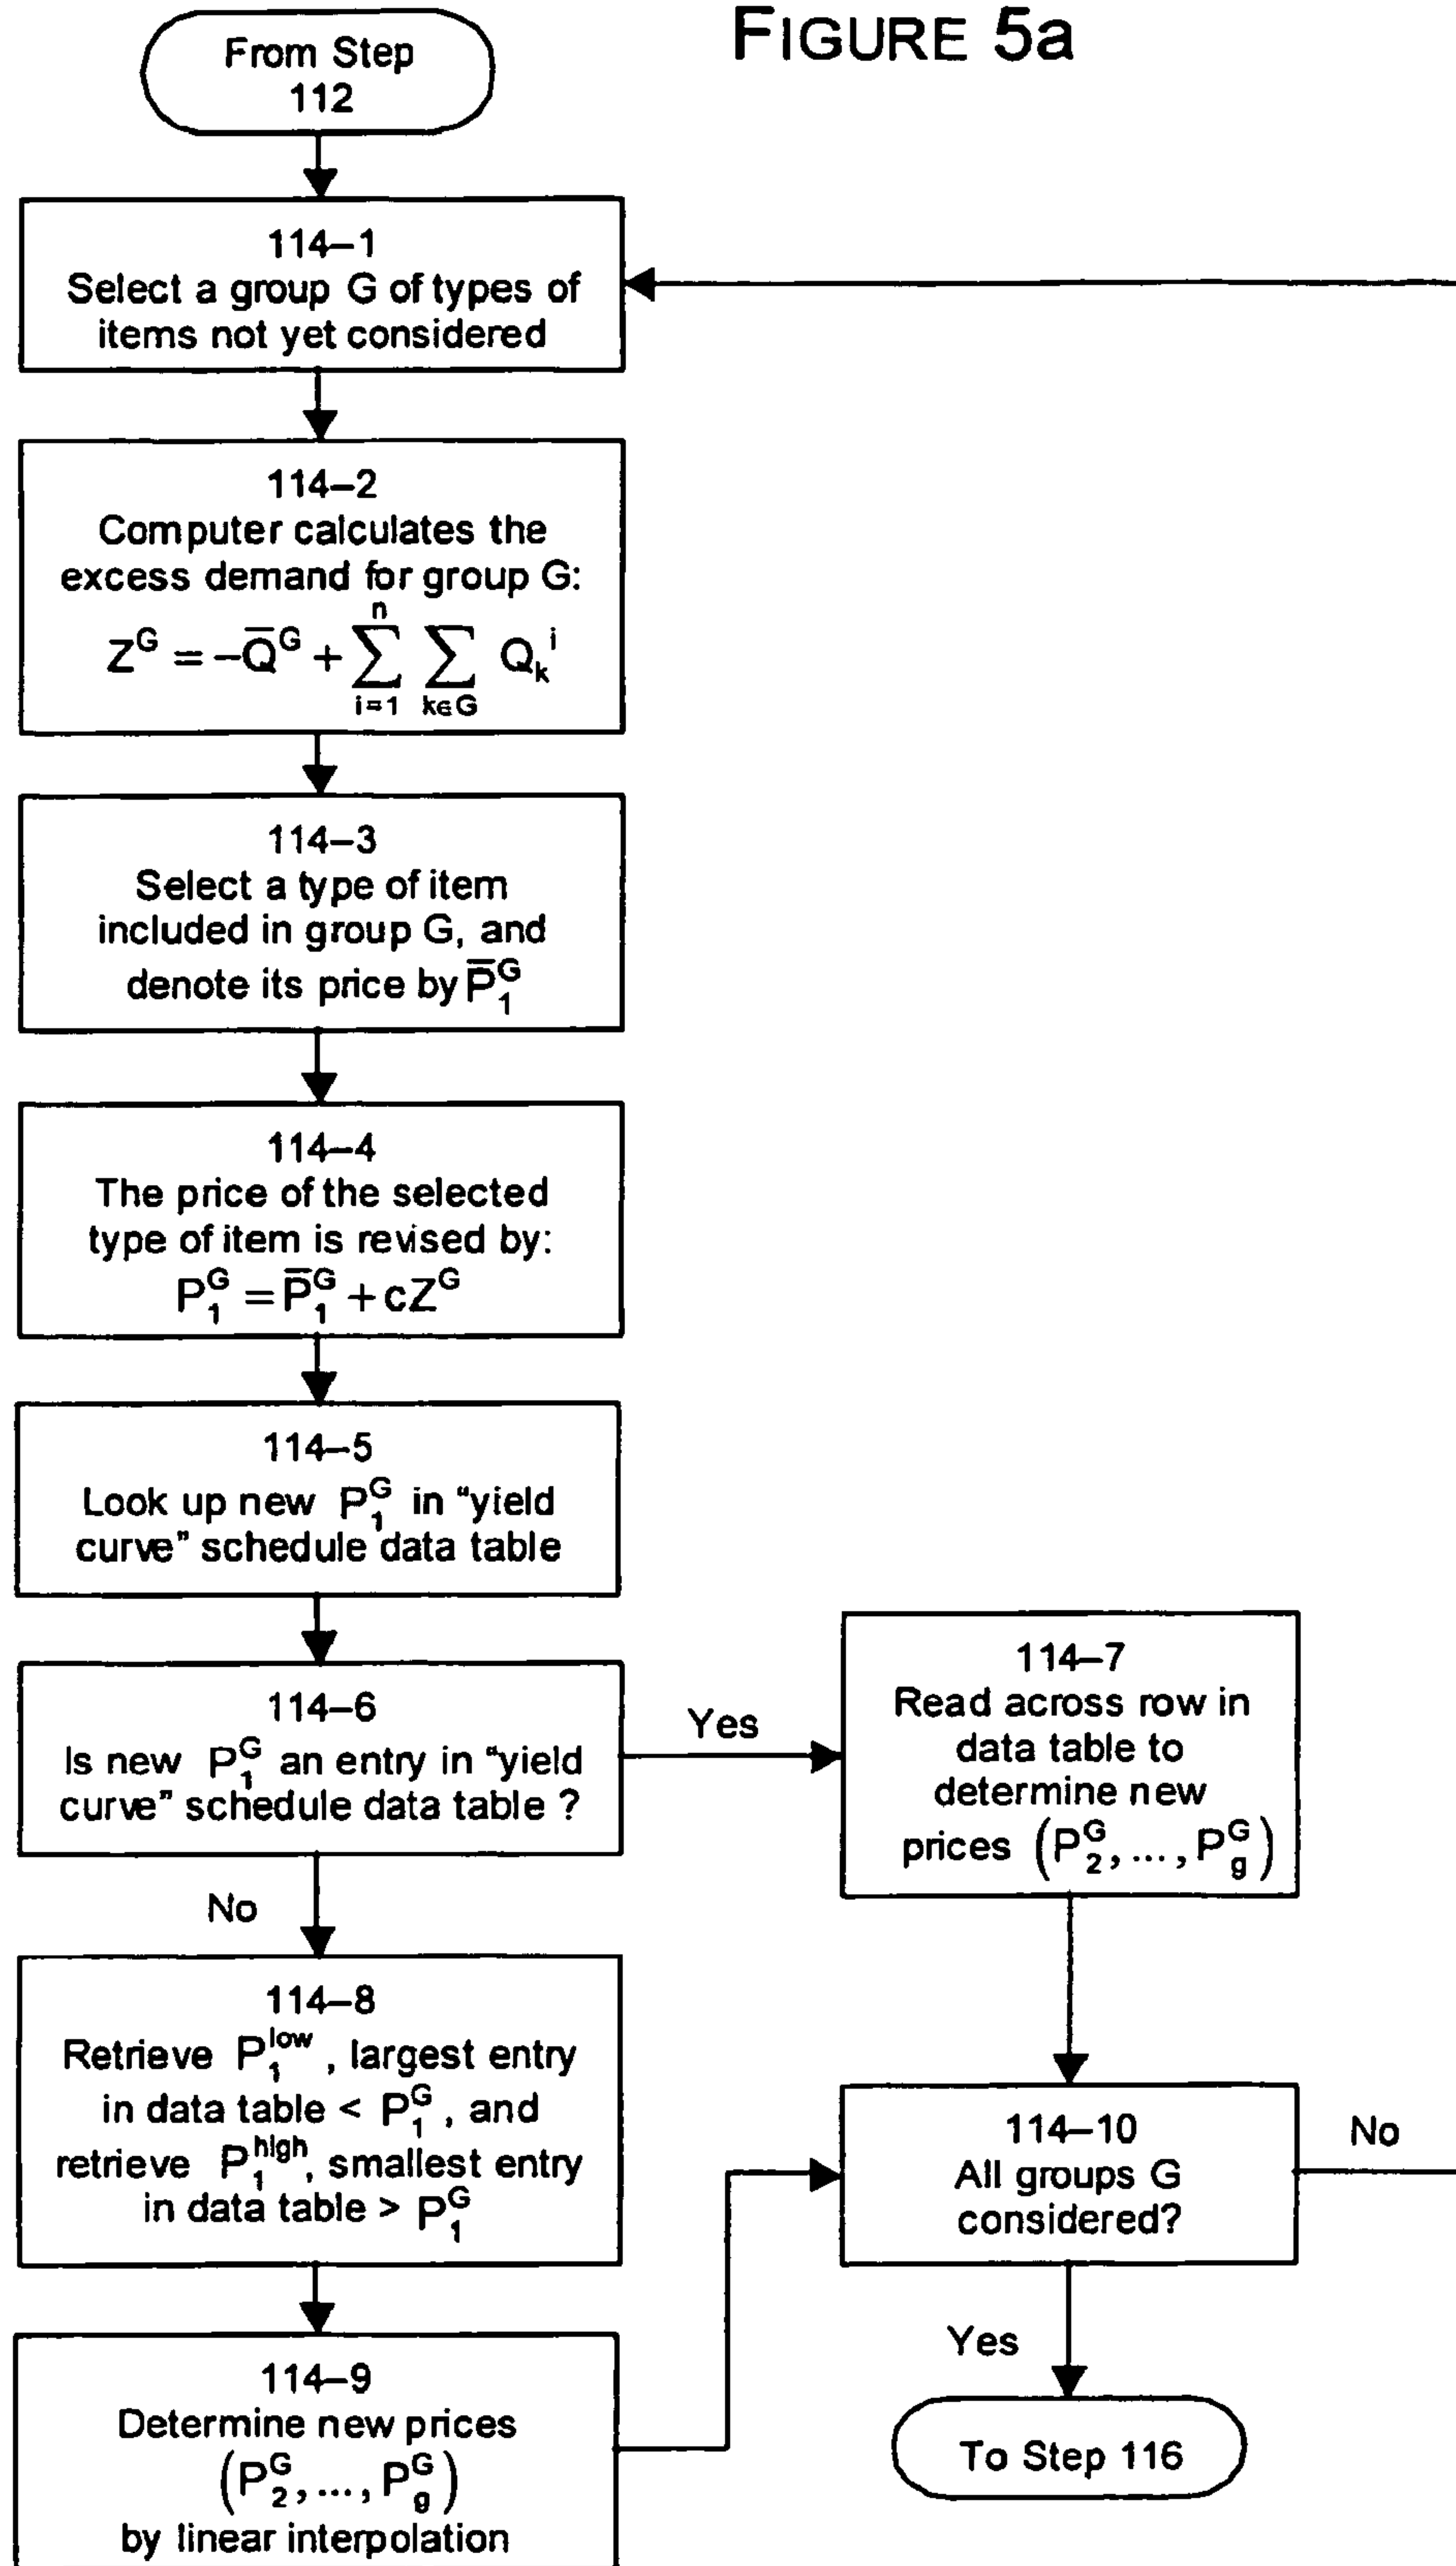 FIGURE 5a
From Step
112
114–1
Select a group G of types of
items not yet considered
114–2
Computer calculates the
excess demand for group G:
Z^G = −Q̅^G + ∑_{i=1}^{n} ∑_{k∈G} Q_k^i
114–3
Select a type of item
included in group G, and
denote its price by P̅_1^G
114–4
The price of the selected
type of item is revised by:
P_1^G = P̅_1^G + cZ^G
114–5
Look up new P_1^G in “yield
curve” schedule data table
114–6
Is new P_1^G an entry in “yield
curve” schedule data table ?
Yes
114–7
Read across row in
data table to
determine new
prices (P_2^G, ..., P_g^G)
No
114–8
Retrieve P_1^low , largest entry
in data table < P_1^G , and
retrieve P_1^high, smallest entry
in data table > P_1^G
114–9
Determine new prices
(P_2^G, ..., P_g^G)
by linear interpolation
114–10
All groups G
considered?
No
Yes
To Step 116